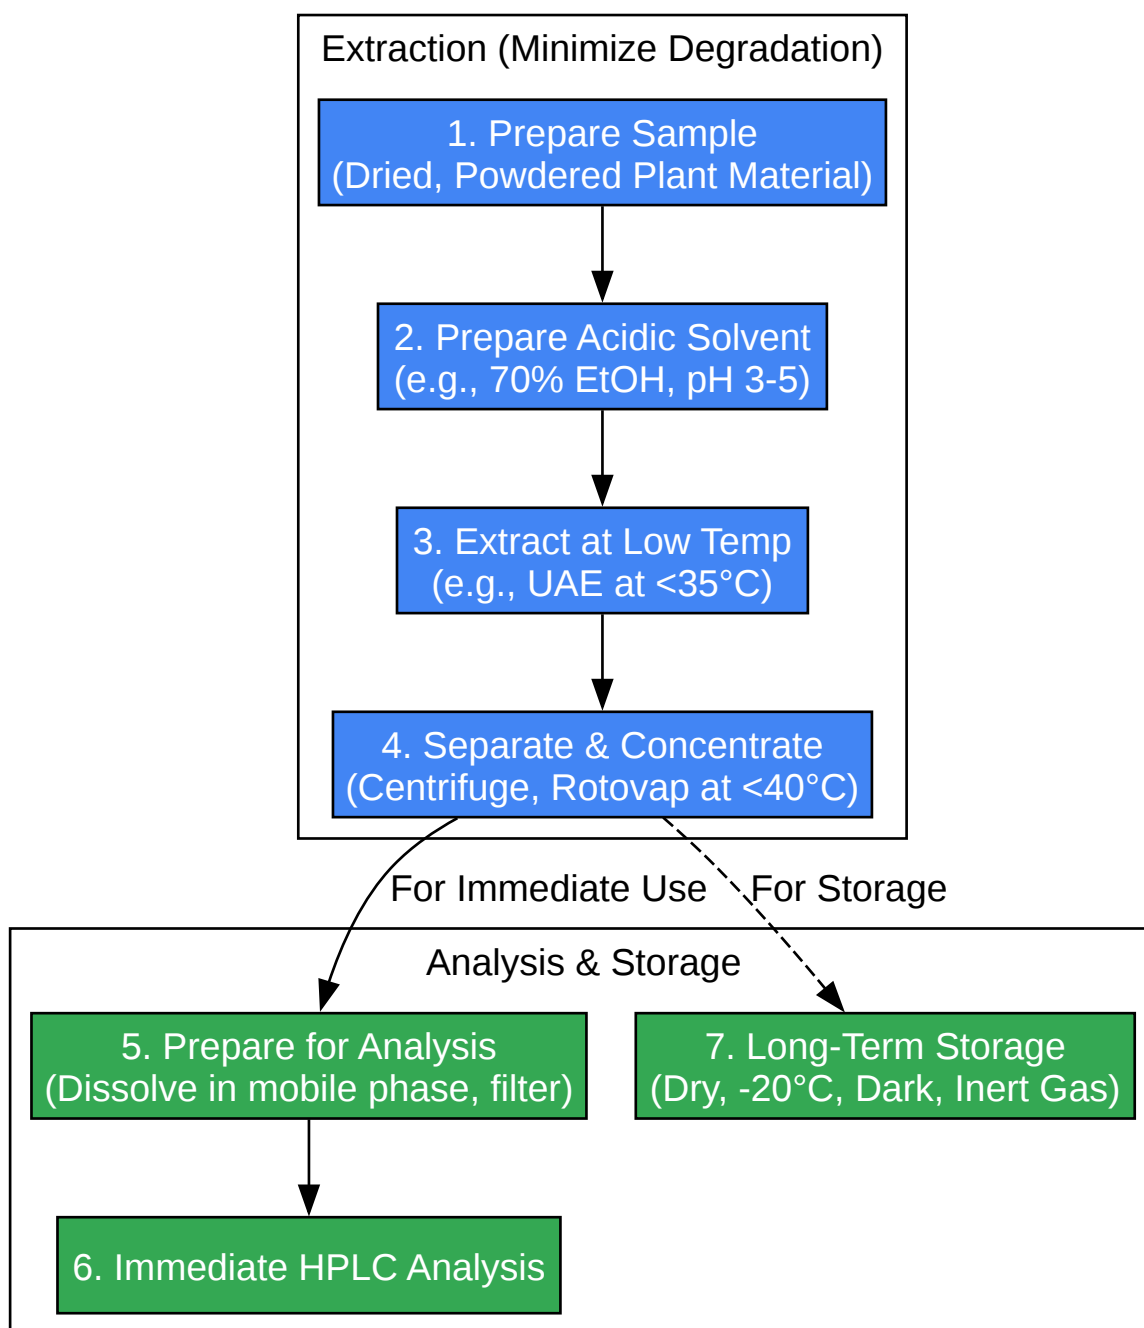 Extraction (Minimize Degradation)
1. Prepare Sample
(Dried, Powdered Plant Material)
2. Prepare Acidic Solvent
(e.g., 70% EtOH, pH 3-5)
3. Extract at Low Temp
(e.g., UAE at <35°C)
4. Separate & Concentrate
(Centrifuge, Rotovap at <40°C)
For Immediate Use
For Storage
Analysis & Storage
5. Prepare for Analysis
(Dissolve in mobile phase, filter)
7. Long-Term Storage
(Dry, -20°C, Dark, Inert Gas)
6. Immediate HPLC Analysis